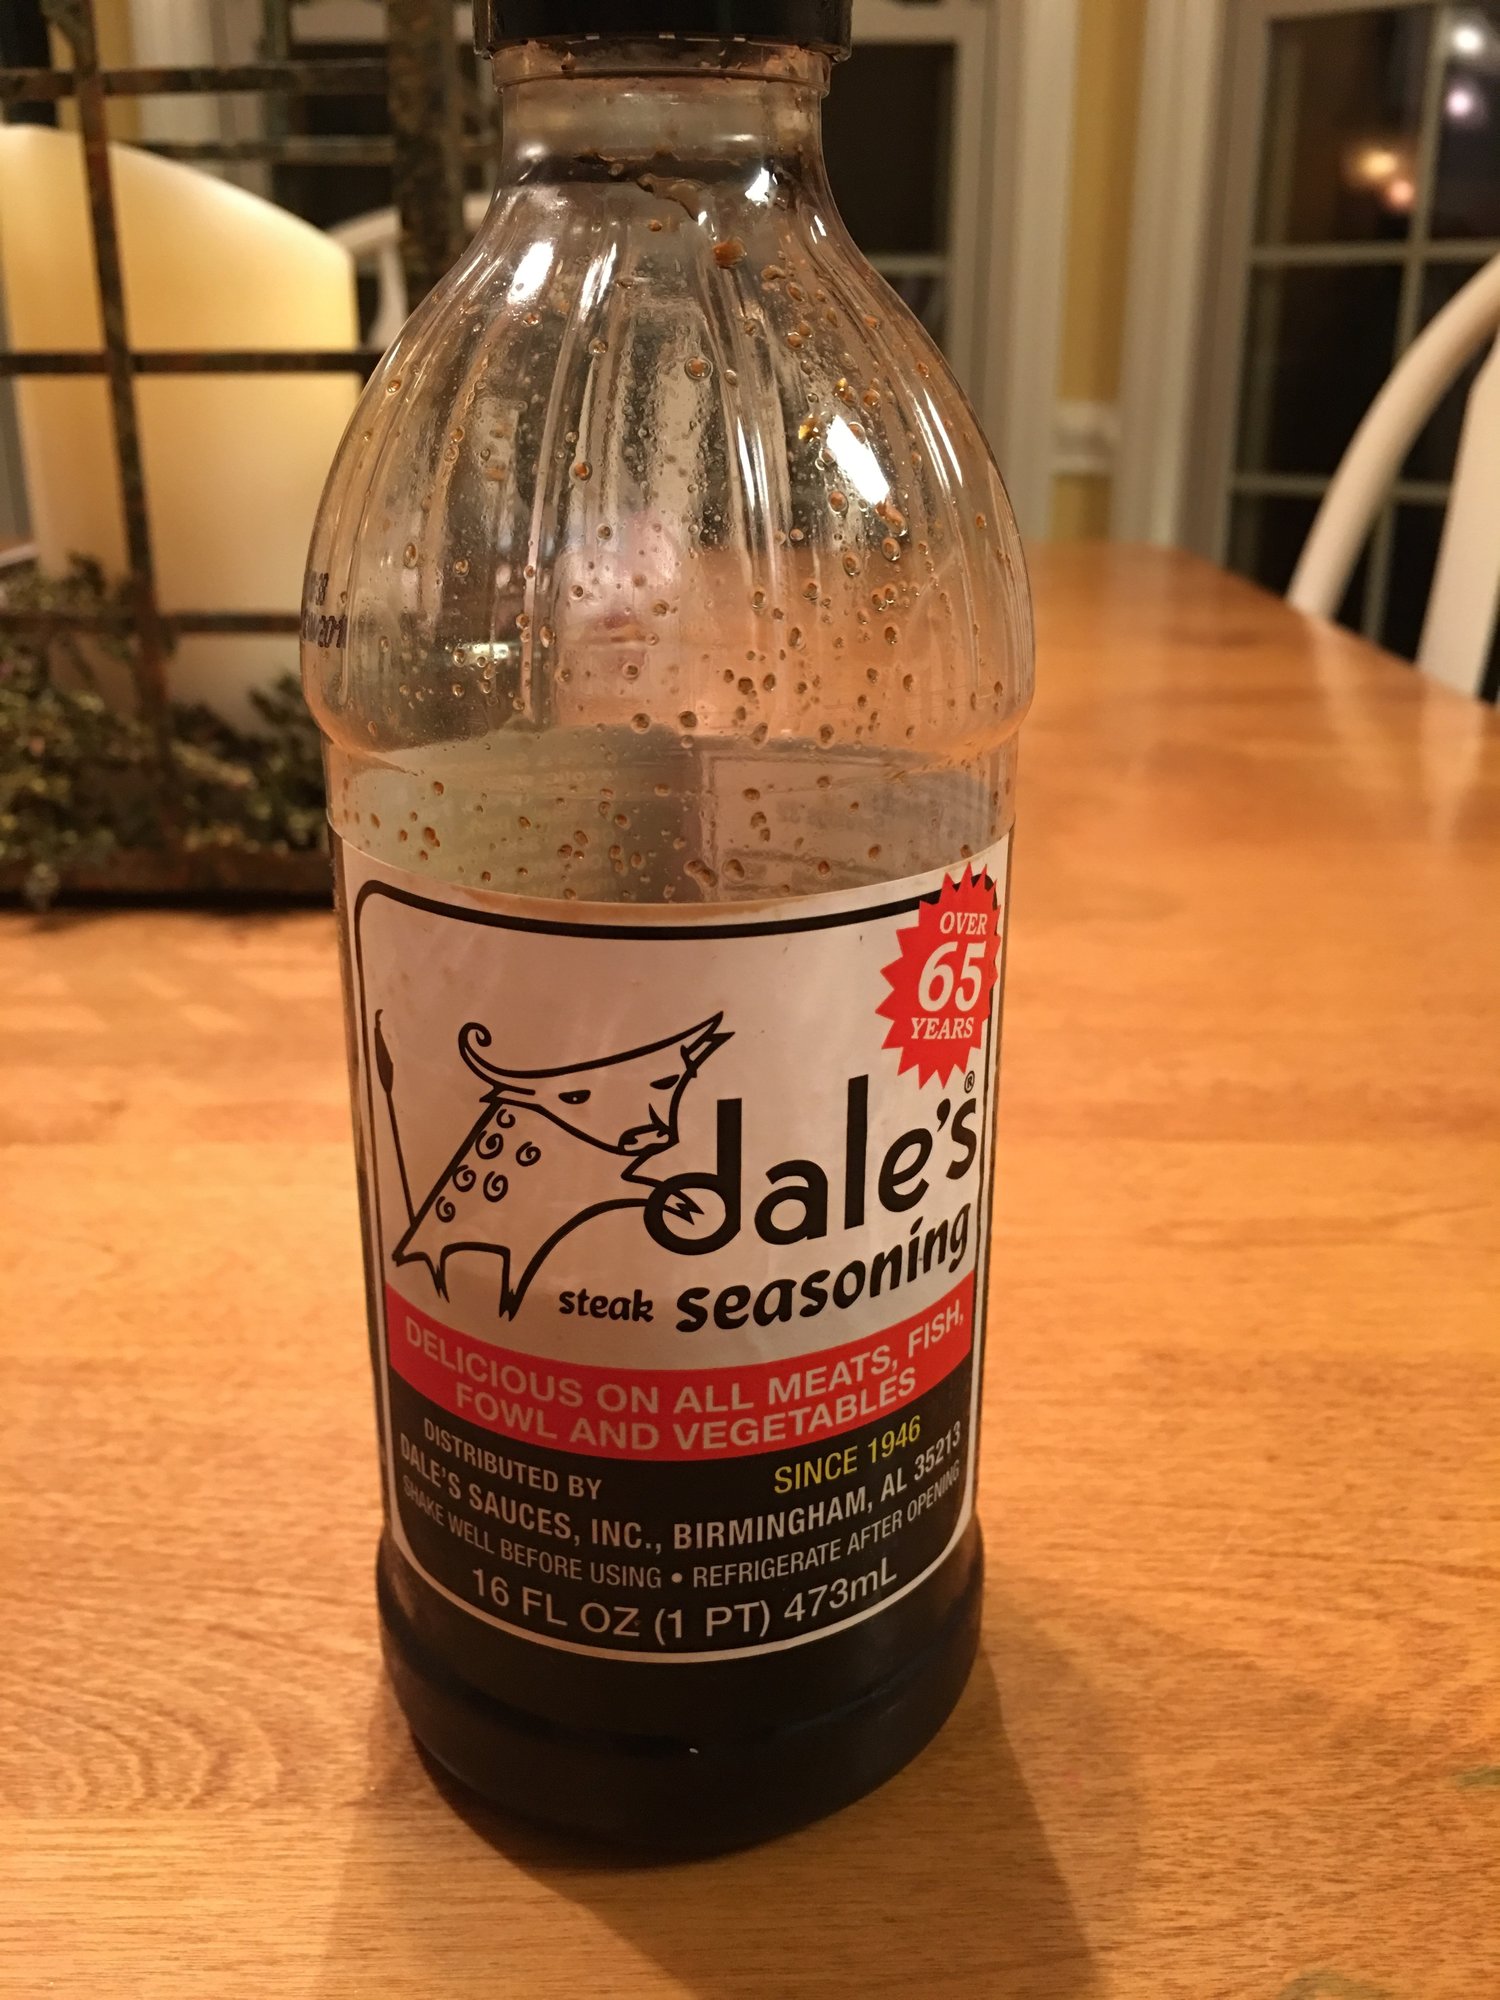 OVER
65
YEARS
dale's®
steak seasoning
DELICIOUS ON ALL MEATS, FISH,
FOWL AND VEGETABLES
SINCE 1946
DISTRIBUTED BY
DALE'S SAUCES, INC., BIRMINGHAM, AL 35213
SHAKE WELL BEFORE USING • REFRIGERATE AFTER OPENING
16 FL OZ (1 PT) 473mL